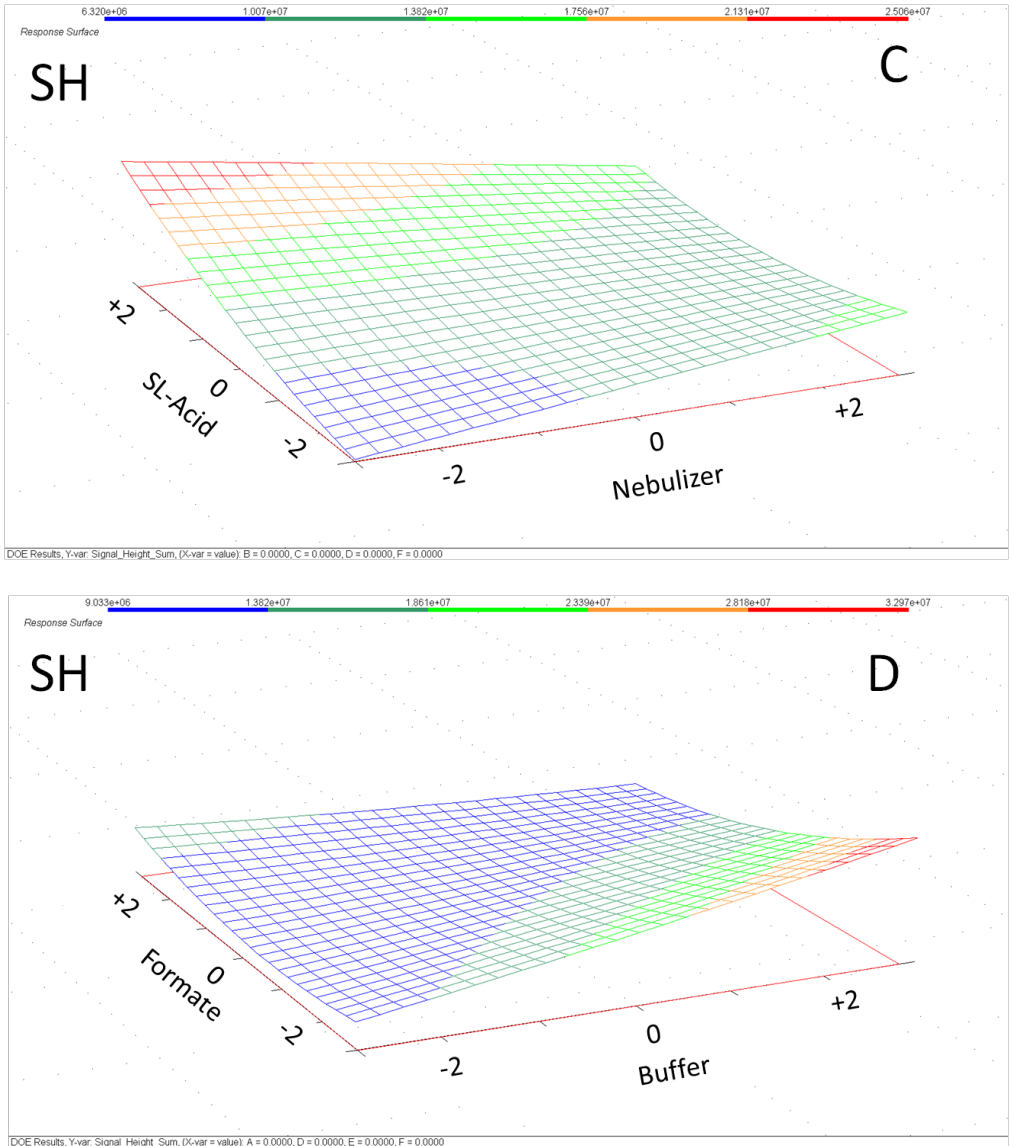 6.320e+06 1.007e+07 1.382e+07 1.756e+07 2.131e+07 2.506e+07
Response Surface
SH C
+2
0
SL-Acid
-2
+2
0
-2
Nebulizer
DOE Results, Y-var: Signal_Height_Sum, (X-var = value): B = 0.0000, C = 0.0000, D = 0.0000, F = 0.0000
9.033e+06 1.382e+07 1.861e+07 2.339e+07 2.818e+07 3.297e+07
Response Surface
SH D
+2
0
Formate
-2
+2
0
-2
Buffer
DOE Results, Y-var: Signal_Height_Sum, (X-var = value): A = 0.0000, D = 0.0000, E = 0.0000, F = 0.0000